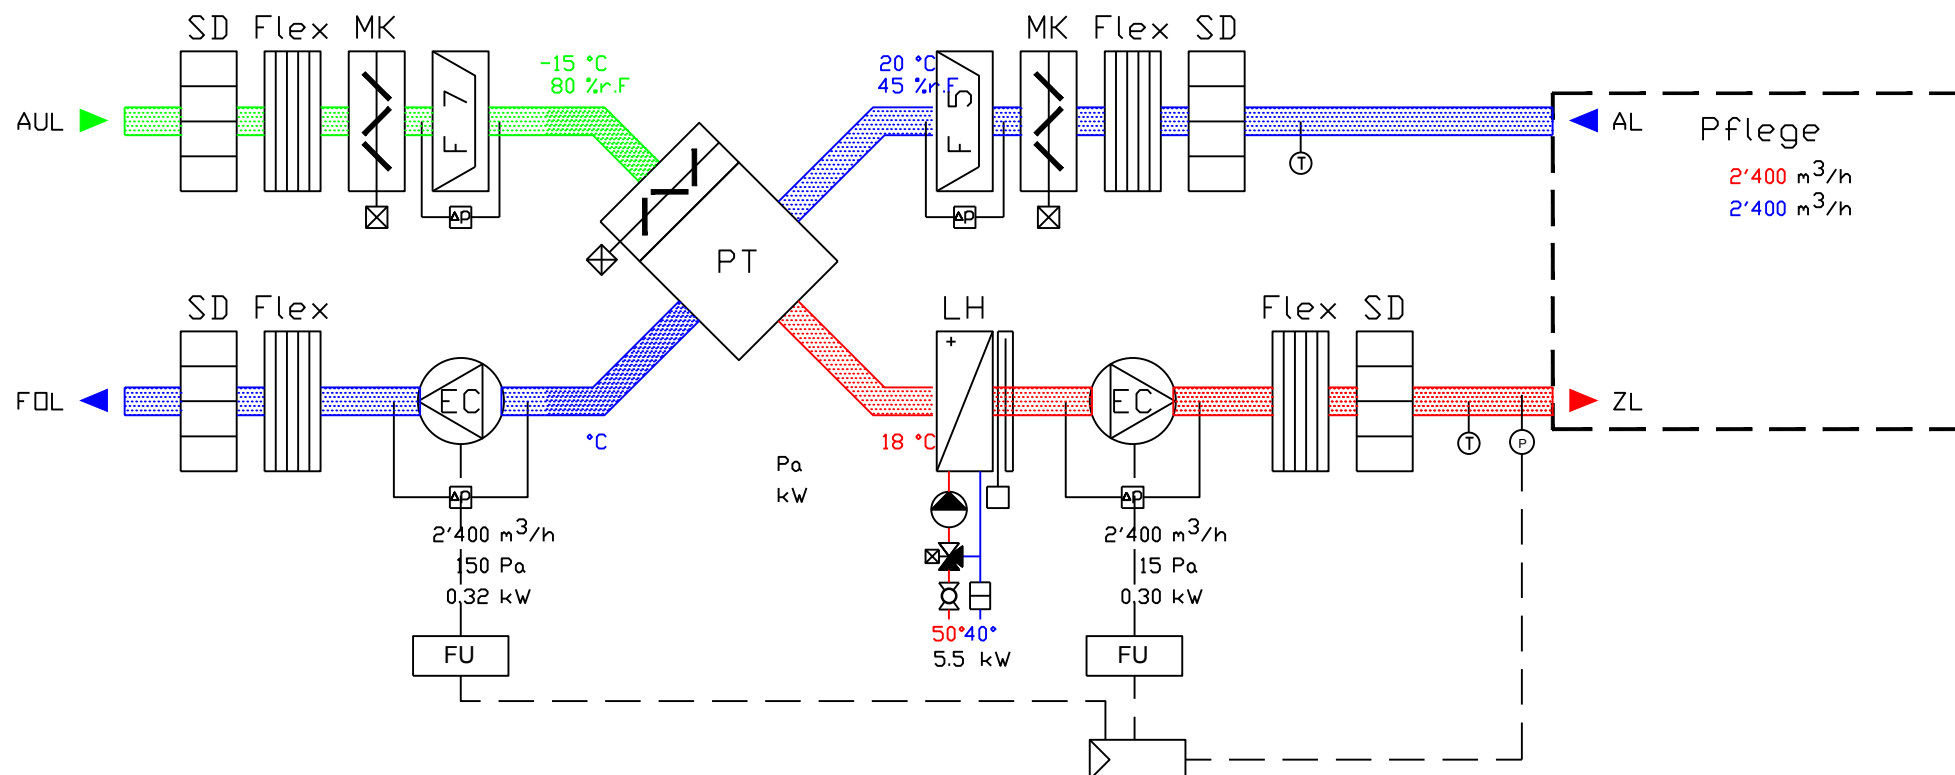 SD Flex MK
MK Flex SD
-15 °C
80 %r.F
20 °C
45 %r.F
F 7
F 5
AUL
AL
Pflege
2'400 m³/h
2'400 m³/h
Δp
Δp
T
PT
SD Flex
LH
Flex SD
+
FOL
EC
EC
ZL
°C
18 °C
T
P
Pa
kW
Δp
Δp
2'400 m³/h
150 Pa
0.32 kW
2'400 m³/h
15 Pa
0.30 kW
50° 40°
5.5 kW
FU
FU